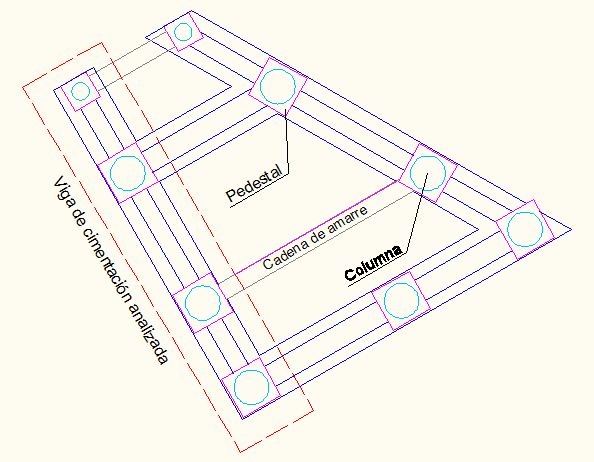 Pedestal
Cadena de amarre
Columna
Viga de cimentación analizada